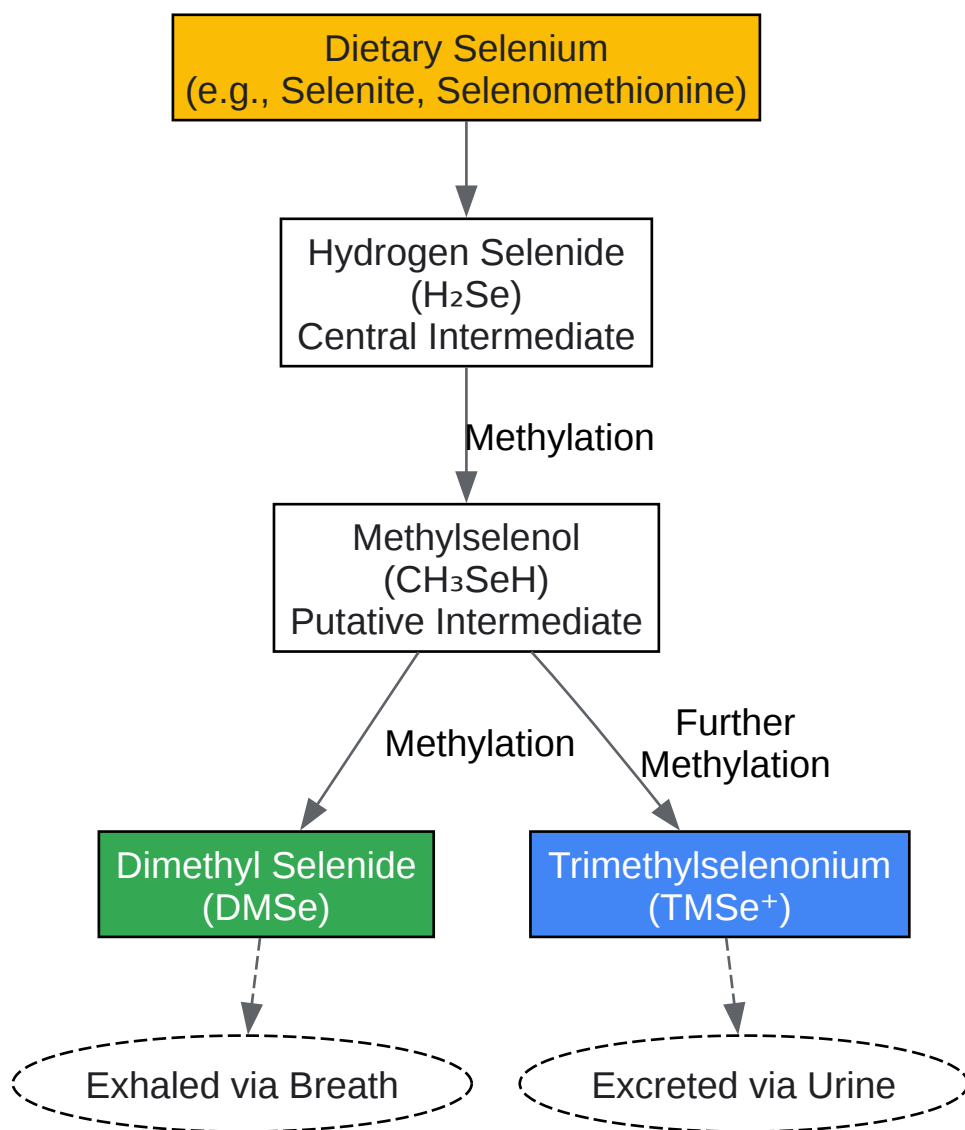 Dietary Selenium
(e.g., Selenite, Selenomethionine)
Hydrogen Selenide
(H₂Se)
Central Intermediate
Methylation
Methylselenol
(CH₃SeH)
Putative Intermediate
Methylation
Further
Methylation
Dimethyl Selenide
(DMSe)
Trimethylselenonium
(TMSe⁺)
Exhaled via Breath
Excreted via Urine